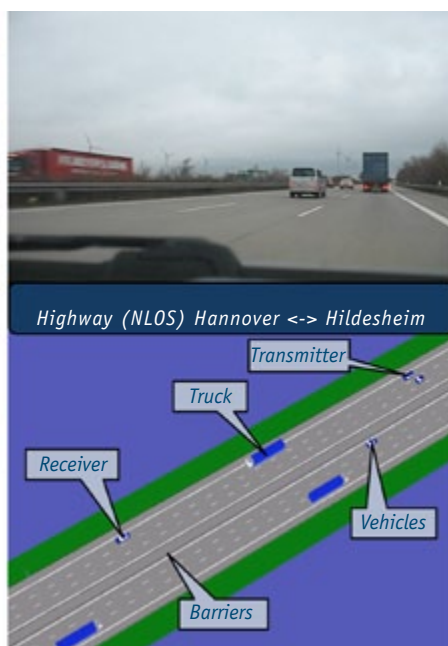 Highway (NLOS) Hannover <-> Hildesheim
Transmitter
Truck
Receiver
Vehicles
Barriers